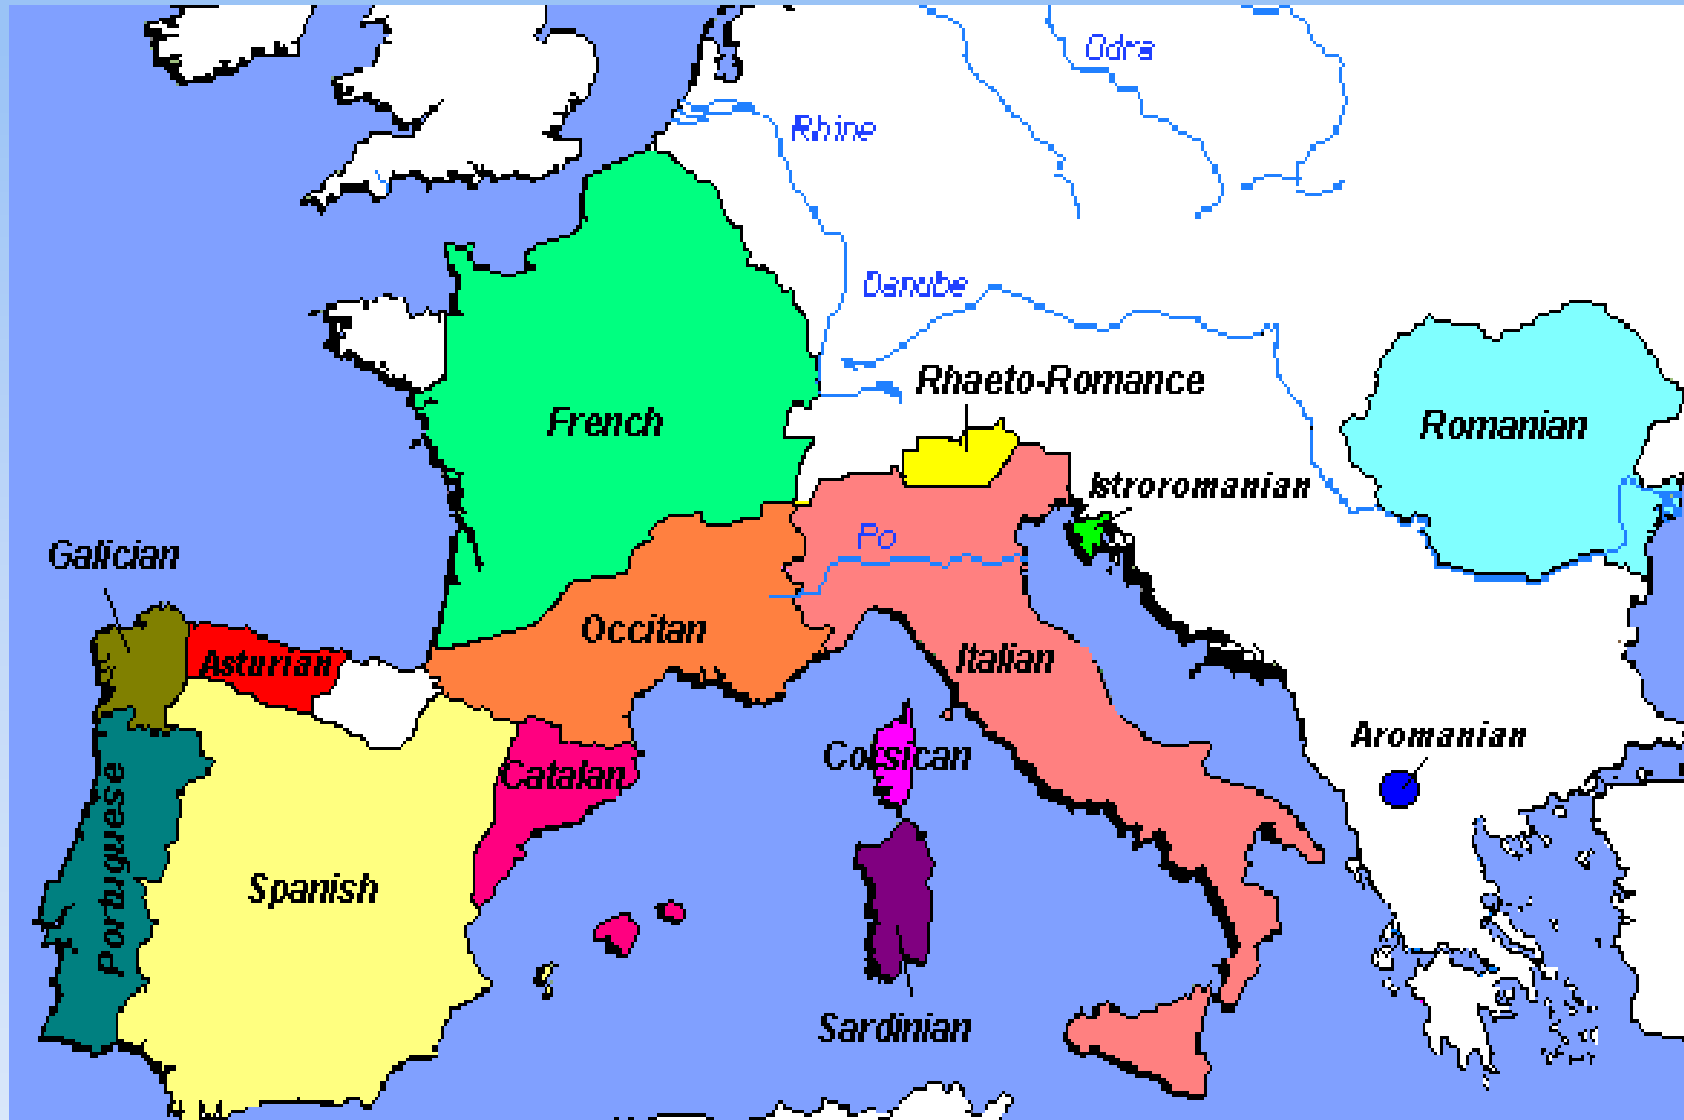 Odra
Rhine
Danube
Rhaeto-Romance
French
Romanian
Istroromanian
Po
Galician
Occitan
Asturian
Italian
Aromanian
Corsican
Catalan
Portuguese
Spanish
Sardinian